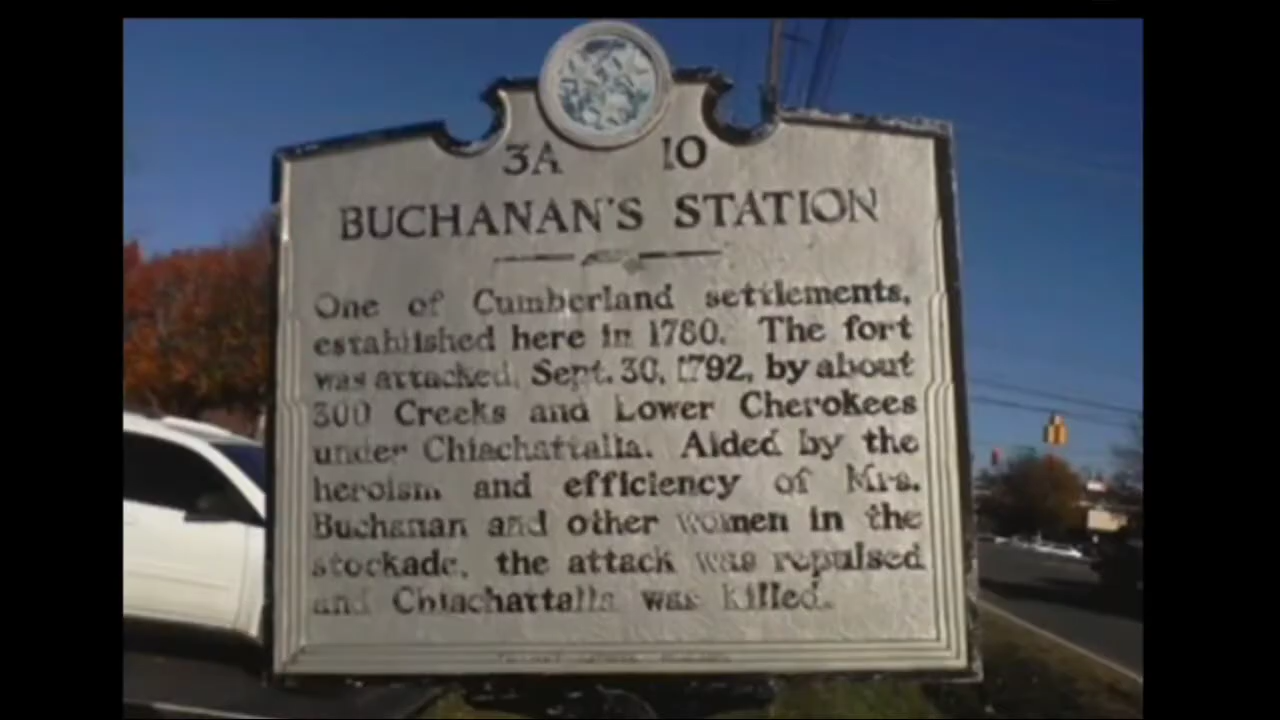 3A 10
BUCHANAN'S STATION
One of Cumberland settlements,
established here in 1780. The fort
was attacked, Sept. 30, 1792, by about
300 Creeks and Lower Cherokees
under Chiachattalla. Aided by the
heroism and efficiency of Mrs.
Buchanan and other women in the
stockade, the attack was repulsed
and Chiachattalla was killed.